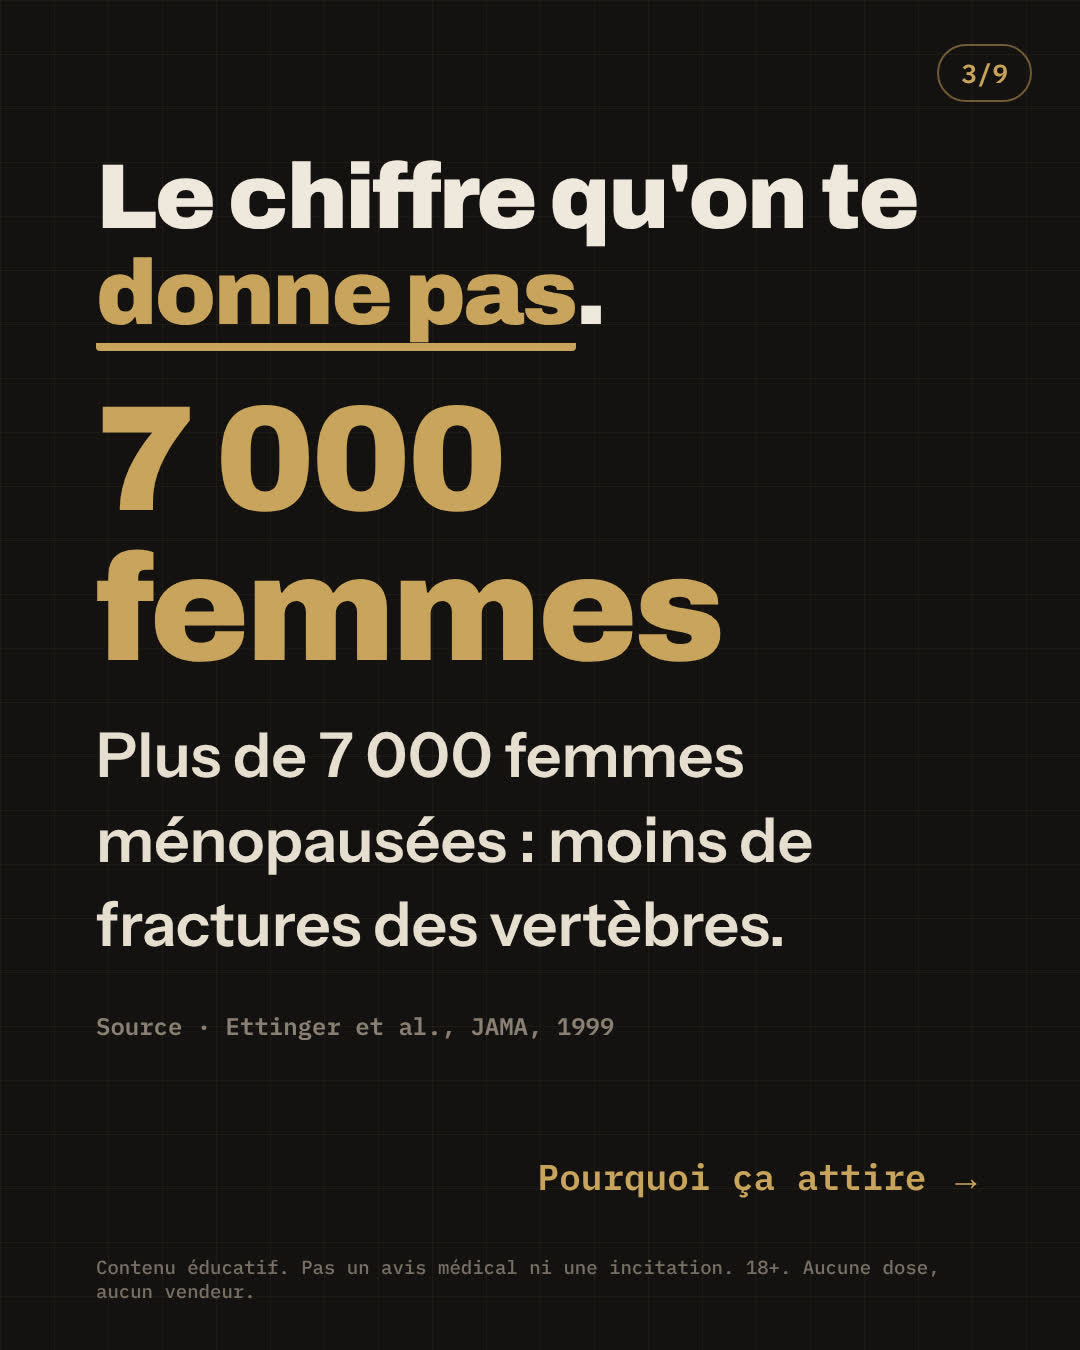 3/9
Le chiffre qu'on te
donne pas.
7 000
femmes
Plus de 7 000 femmes
ménopausées : moins de
fractures des vertèbres.
Source · Ettinger et al., JAMA, 1999
Pourquoi ça attire →
Contenu éducatif. Pas un avis médical ni une incitation. 18+. Aucune dose,
aucun vendeur.